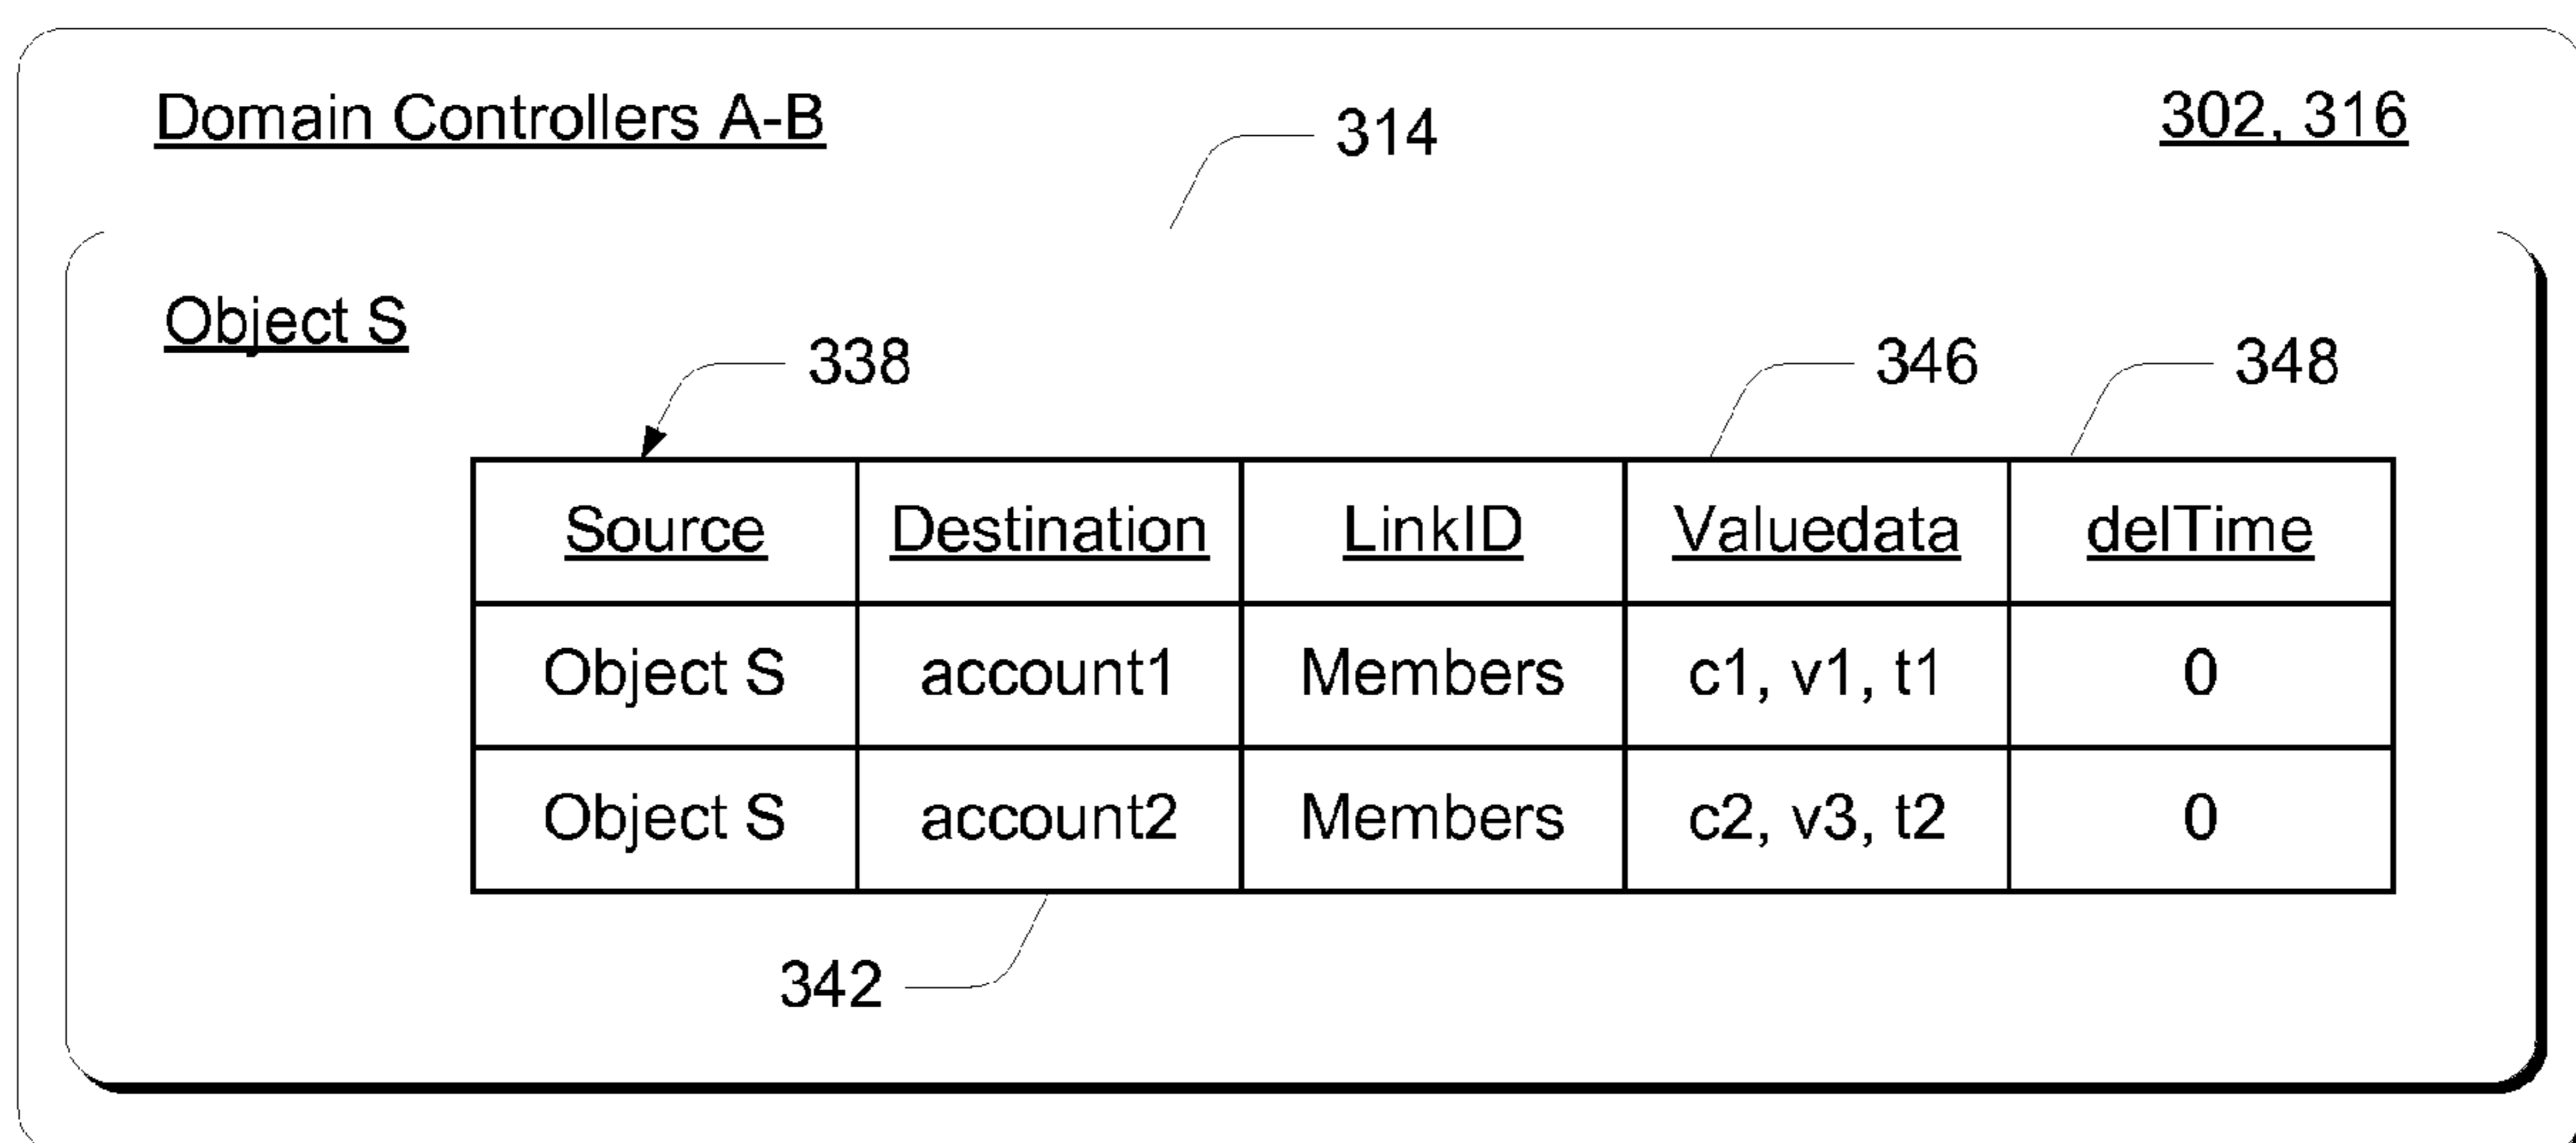 Domain Controllers A-B 302, 316
314
Object S
338 346 348
Source Destination LinkID Valuedata delTime
Object S account1 Members c1, v1, t1 0
Object S account2 Members c2, v3, t2 0
342